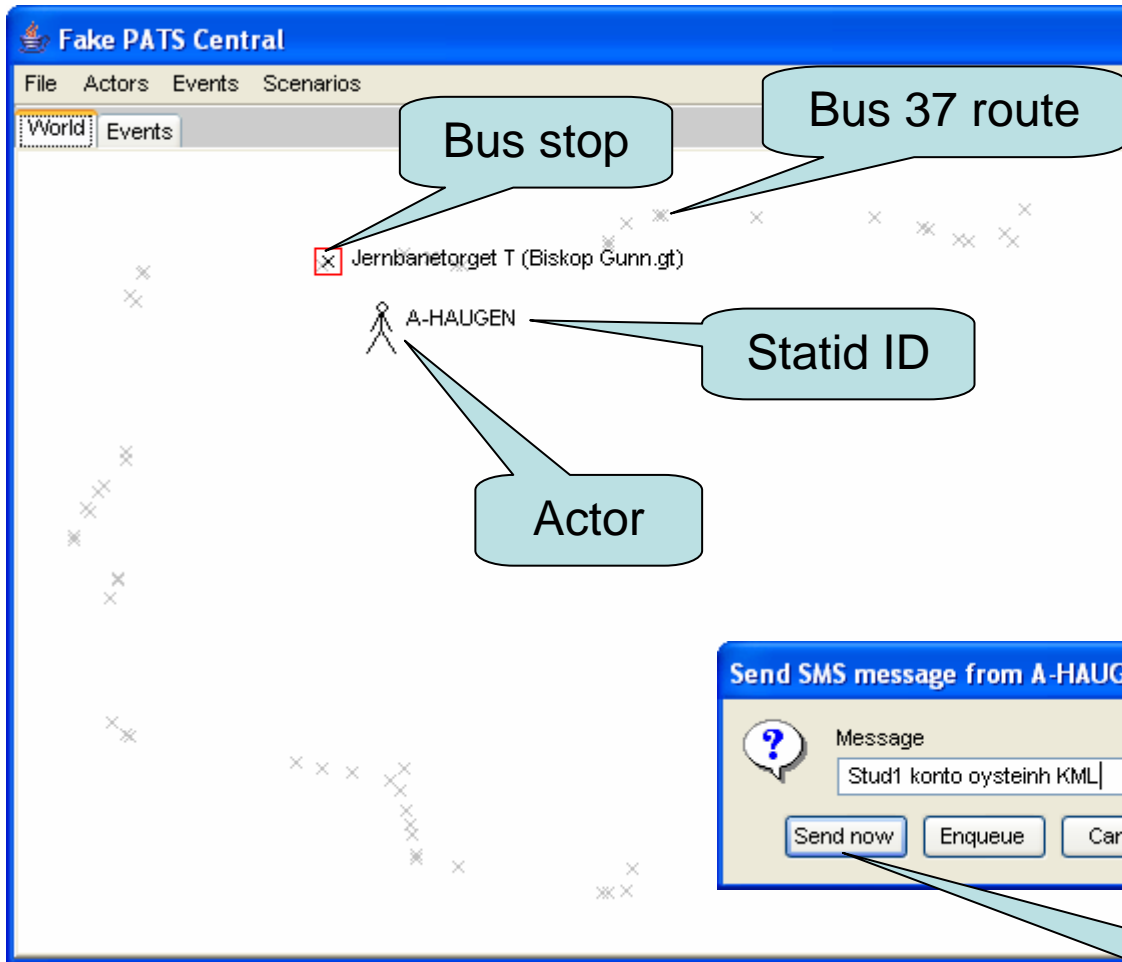 Fake PATS Central
File Actors Events Scenarios
World Events
Bus stop
Bus 37 route
Jernbanetorget T (Biskop Gunn.gt)
A-HAUGEN
Statid ID
Actor
Send SMS message from A-HAUG
Message
Stud1 konto oysteinh KML
Send now Enqueue Can